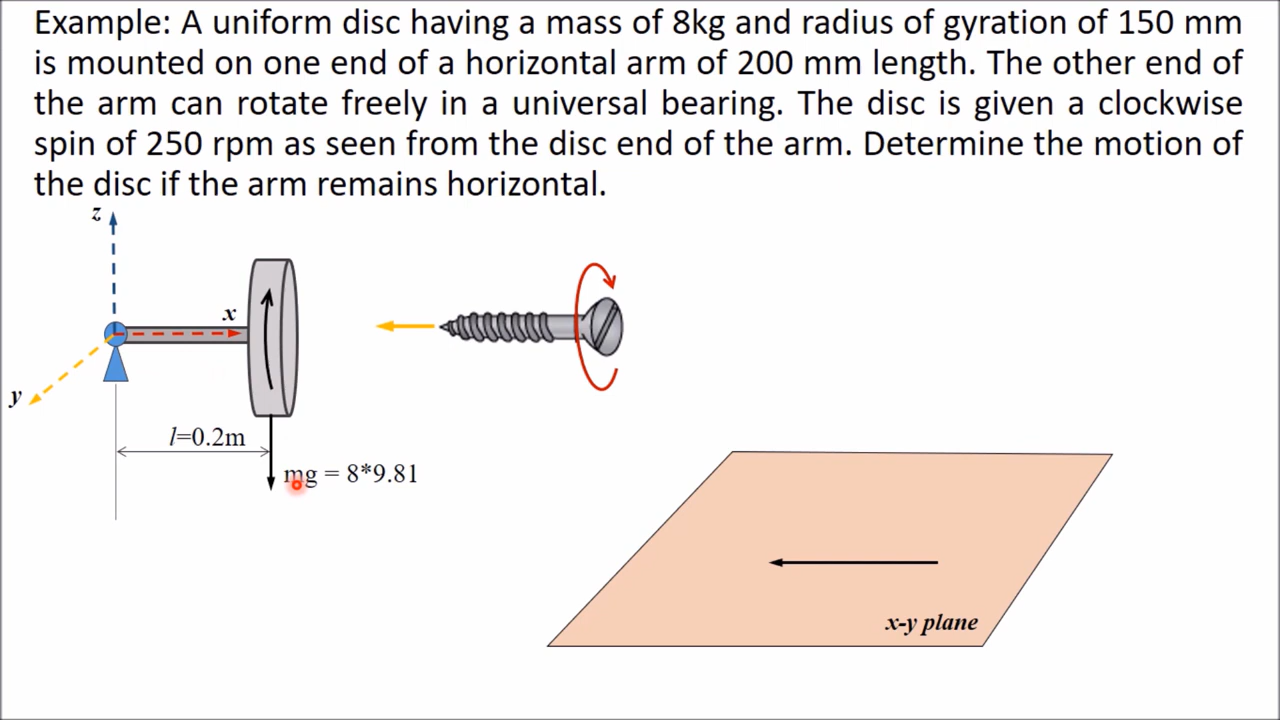 Example: A uniform disc having a mass of 8kg and radius of gyration of 150 mm
is mounted on one end of a horizontal arm of 200 mm length. The other end of
the arm can rotate freely in a universal bearing. The disc is given a clockwise
spin of 250 rpm as seen from the disc end of the arm. Determine the motion of
the disc if the arm remains horizontal.
z
x
y
l=0.2m
mg = 8*9.81
x-y plane